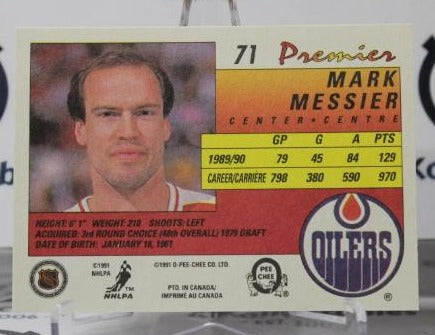 71 Premier
MARK
MESSIER
CENTER • CENTRE
GP G A PTS
1989/90 79 45 84 129
CAREER/CARRIÈRE 798 380 590 970
HEIGHT: 6' 1" WEIGHT: 210 SHOOTS: LEFT
ACQUIRED: 3rd ROUND CHOICE (48th OVERALL) 1979 DRAFT
DATE OF BIRTH: JANUARY 18, 1961
OILERS
©1991
NHLPA
NHLPA
©1991 O-PEE-CHEE CO. LTD.
PTD. IN CANADA/
IMPRIMÉ AU CANADA
O
PEE
CHEE
®